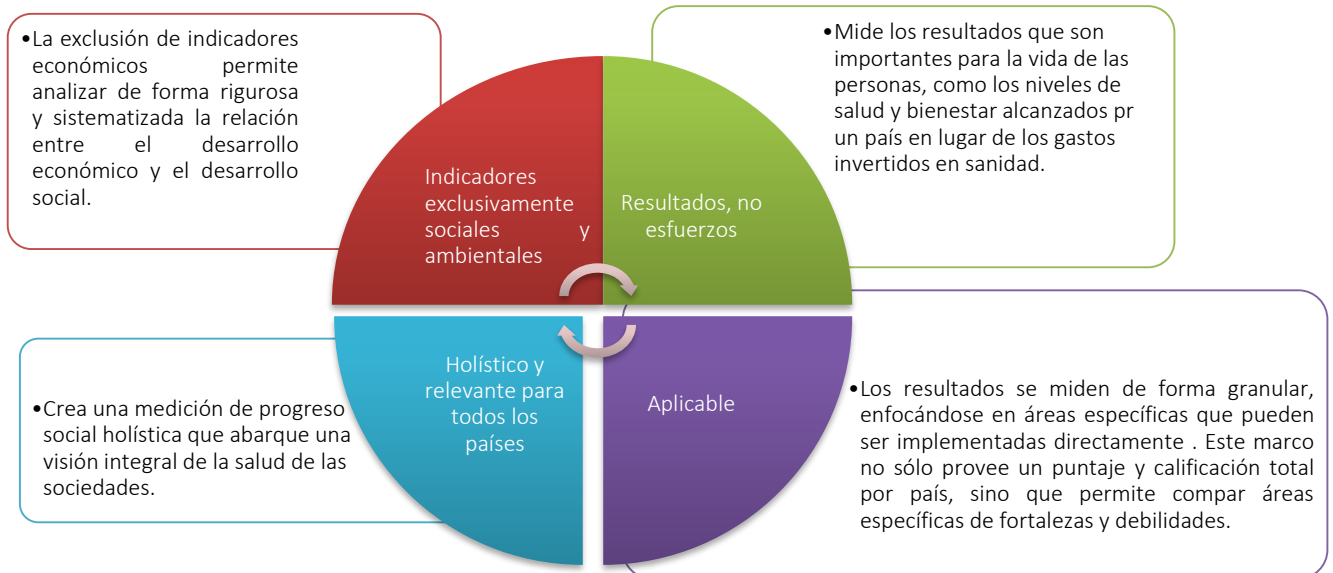 •La exclusión de indicadores
económicos permite
analizar de forma rigurosa
y sistematizada la relación
entre el desarrollo
económico y el desarrollo
social.
•Mide los resultados que son
importantes para la vida de las
personas, como los niveles de
salud y bienestar alcanzados pr
un país en lugar de los gastos
invertidos en sanidad.
Indicadores
exclusivamente
sociales y
ambientales
Resultados, no
esfuerzos
Holístico y
relevante para
todos los
países
Aplicable
•Crea una medición de progreso
social holística que abarque una
visión integral de la salud de las
sociedades.
•Los resultados se miden de forma granular,
enfocándose en áreas específicas que pueden
ser implementadas directamente . Este marco
no sólo provee un puntaje y calificación total
por país, sino que permite compar áreas
específicas de fortalezas y debilidades.